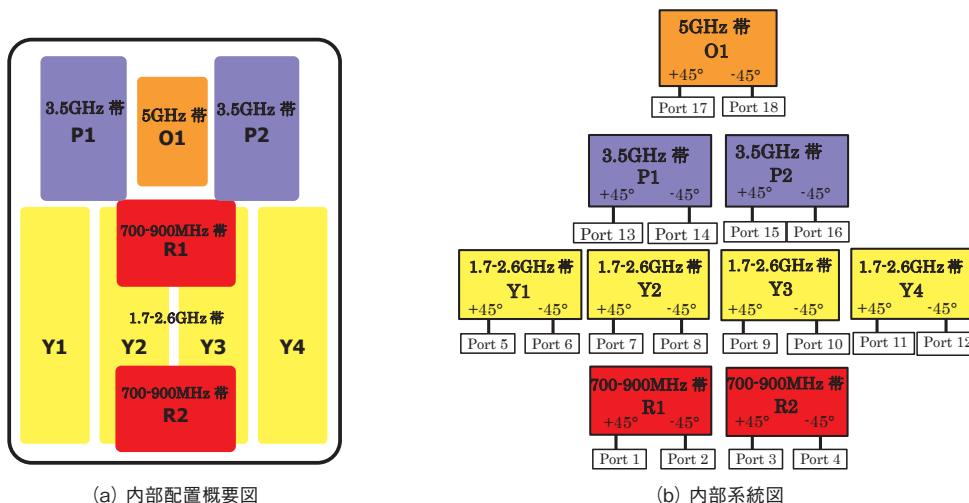 3.5GHz 帯
P1
5GHz 帯
O1
3.5GHz 帯
P2
700-900MHz 帯
R1
1.7-2.6GHz 帯
Y1
Y2
Y3
Y4
700-900MHz 帯
R2
(a) 内部配置概要図
5GHz 帯
O1
+45° -45°
Port 17 Port 18
3.5GHz 帯
P1
+45° -45°
Port 13 Port 14
3.5GHz 帯
P2
+45° -45°
Port 15 Port 16
1.7-2.6GHz 帯
Y1
+45° -45°
Port 5 Port 6
1.7-2.6GHz 帯
Y2
+45° -45°
Port 7 Port 8
1.7-2.6GHz 帯
Y3
+45° -45°
Port 9 Port 10
1.7-2.6GHz 帯
Y4
+45° -45°
Port 11 Port 12
700-900MHz 帯
R1
+45° -45°
Port 1 Port 2
700-900MHz 帯
R2
+45° -45°
Port 3 Port 4
(b) 内部系統図